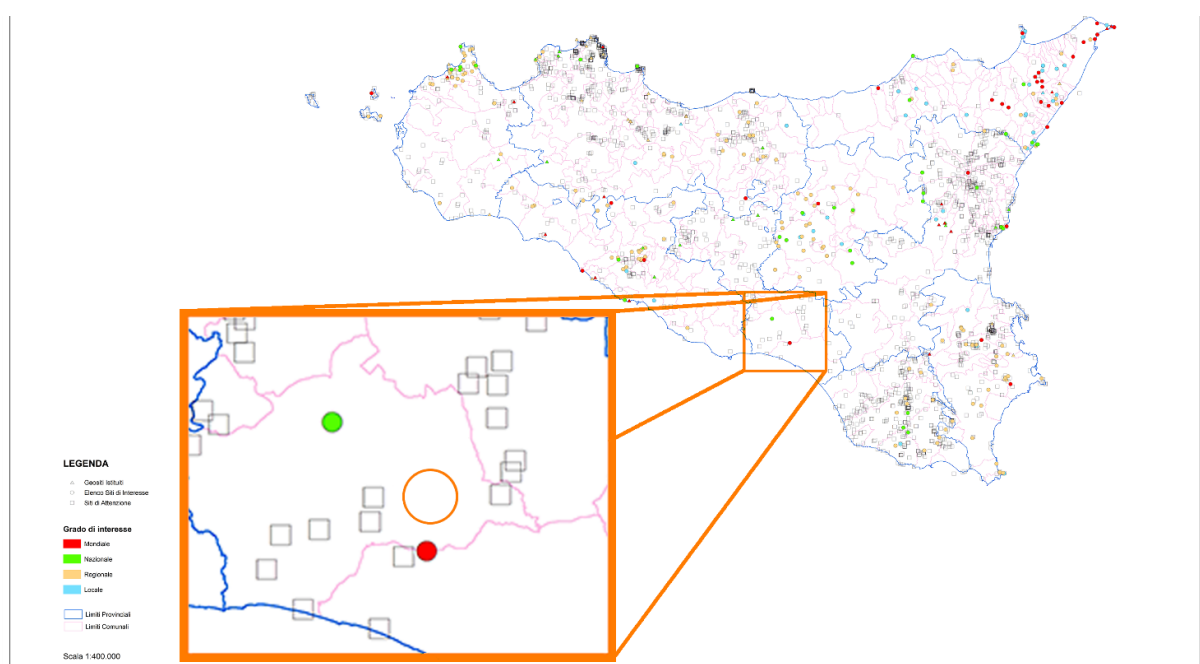 LEGENDA
Geositi Istituiti
Elenco Siti di Interesse
Siti di Attenzione
Grado di interesse
Mondiale
Nazionale
Regionale
Locale
Limiti Provinciali
Limiti Comunali
Scala 1:400.000